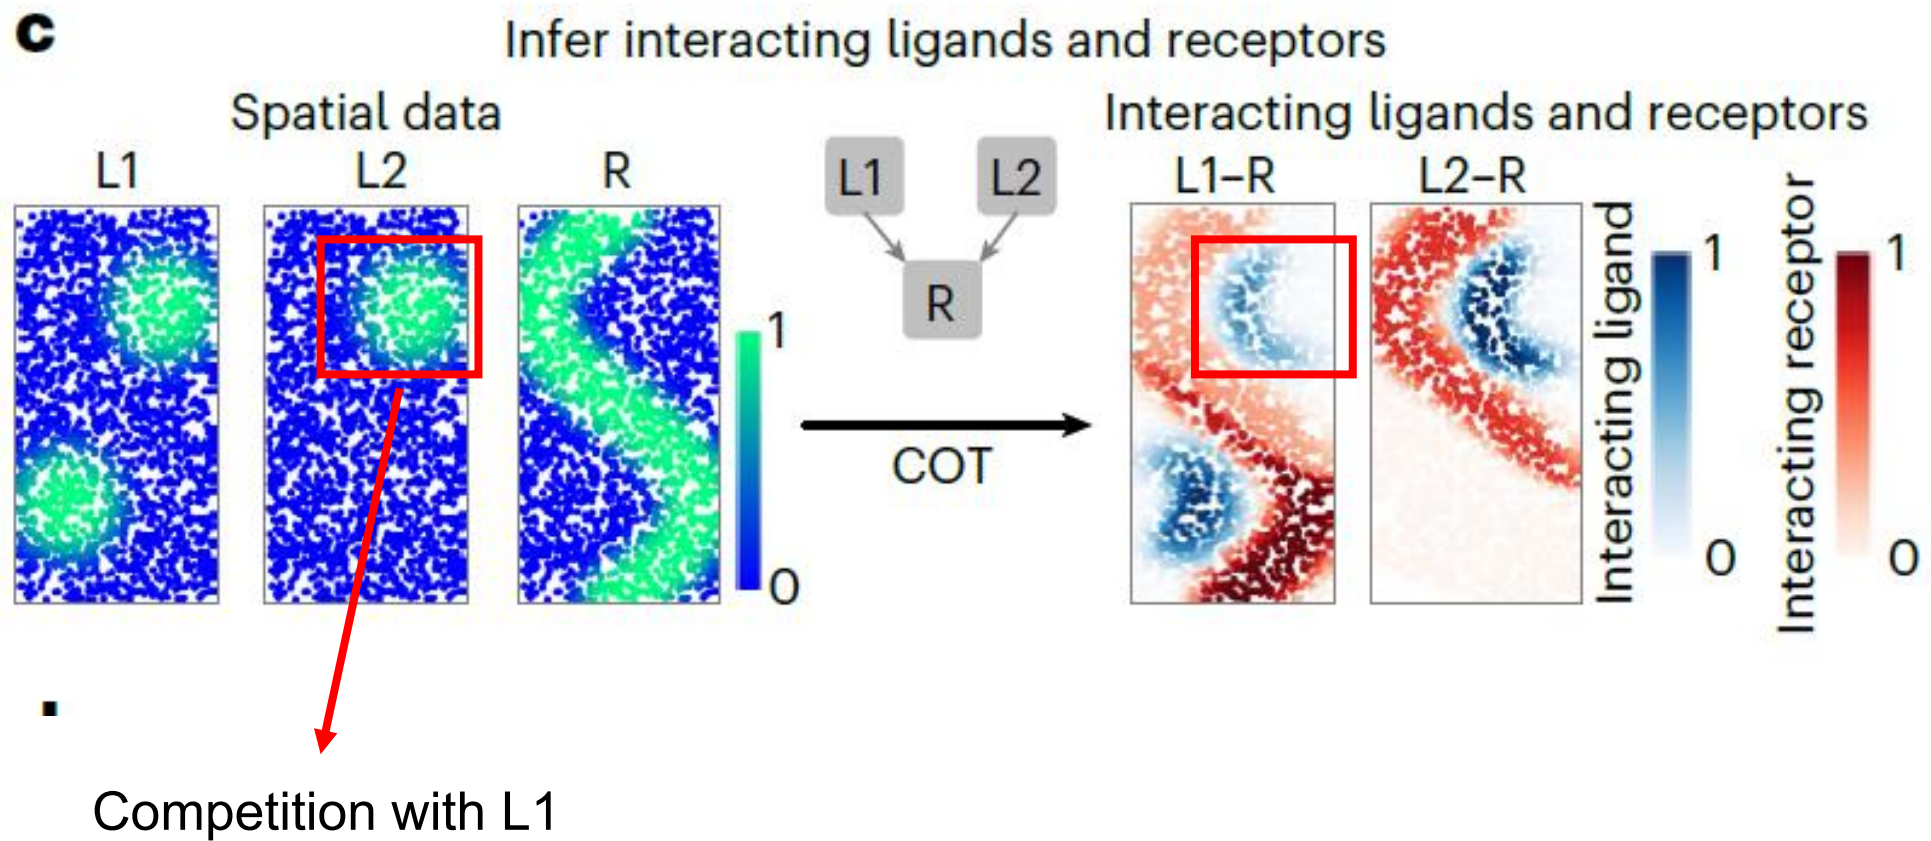 c
Infer interacting ligands and receptors
Spatial data
Interacting ligands and receptors
L1
L2
R
L1
L2
R
L1–R
L2–R
1
0
COT
Interacting ligand
1
0
Interacting receptor
1
0
Competition with L1